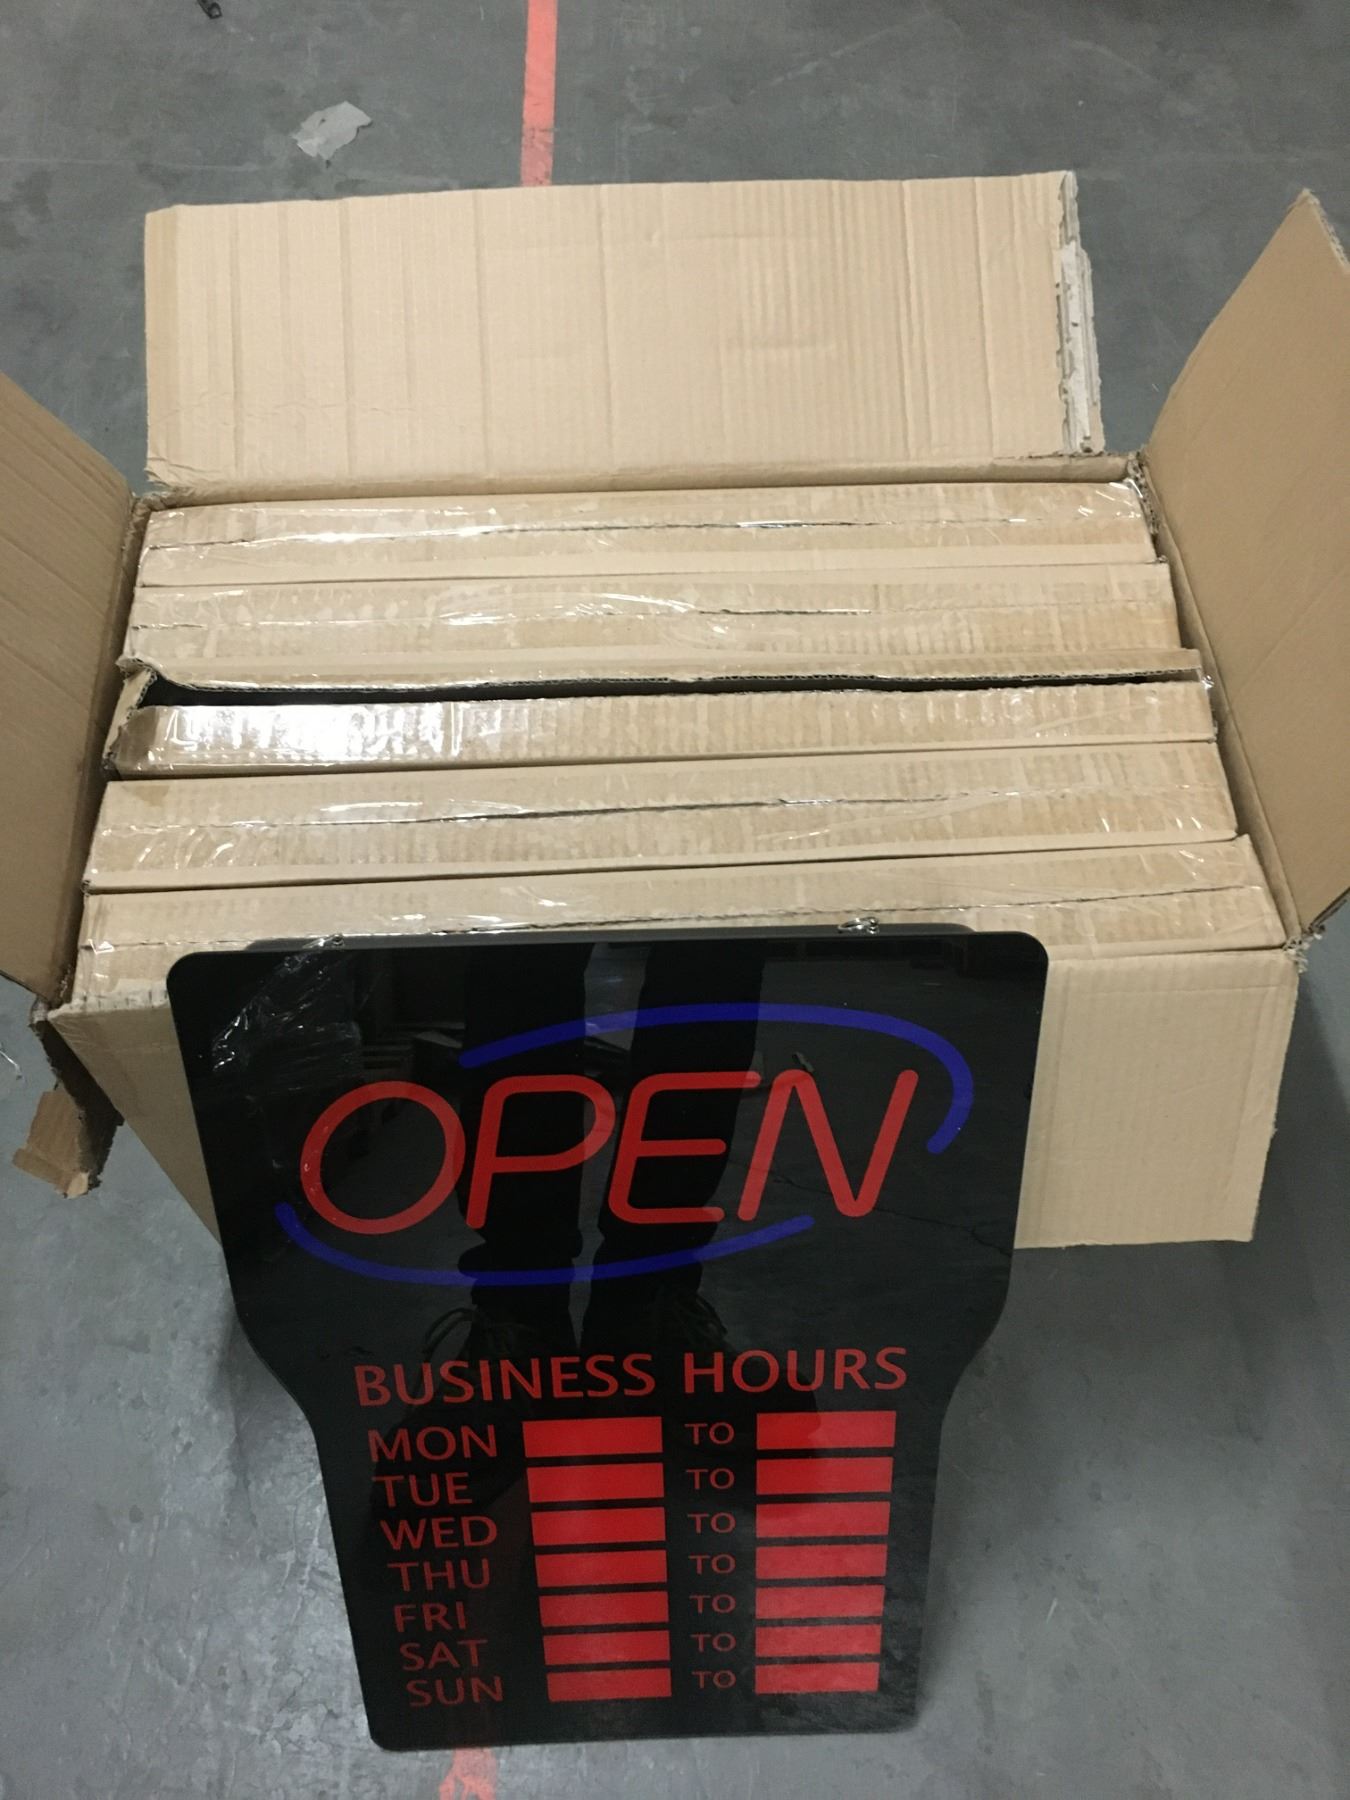 OPEN
BUSINESS HOURS
MON TO
TUE TO
WED TO
THU TO
FRI TO
SAT TO
SUN TO